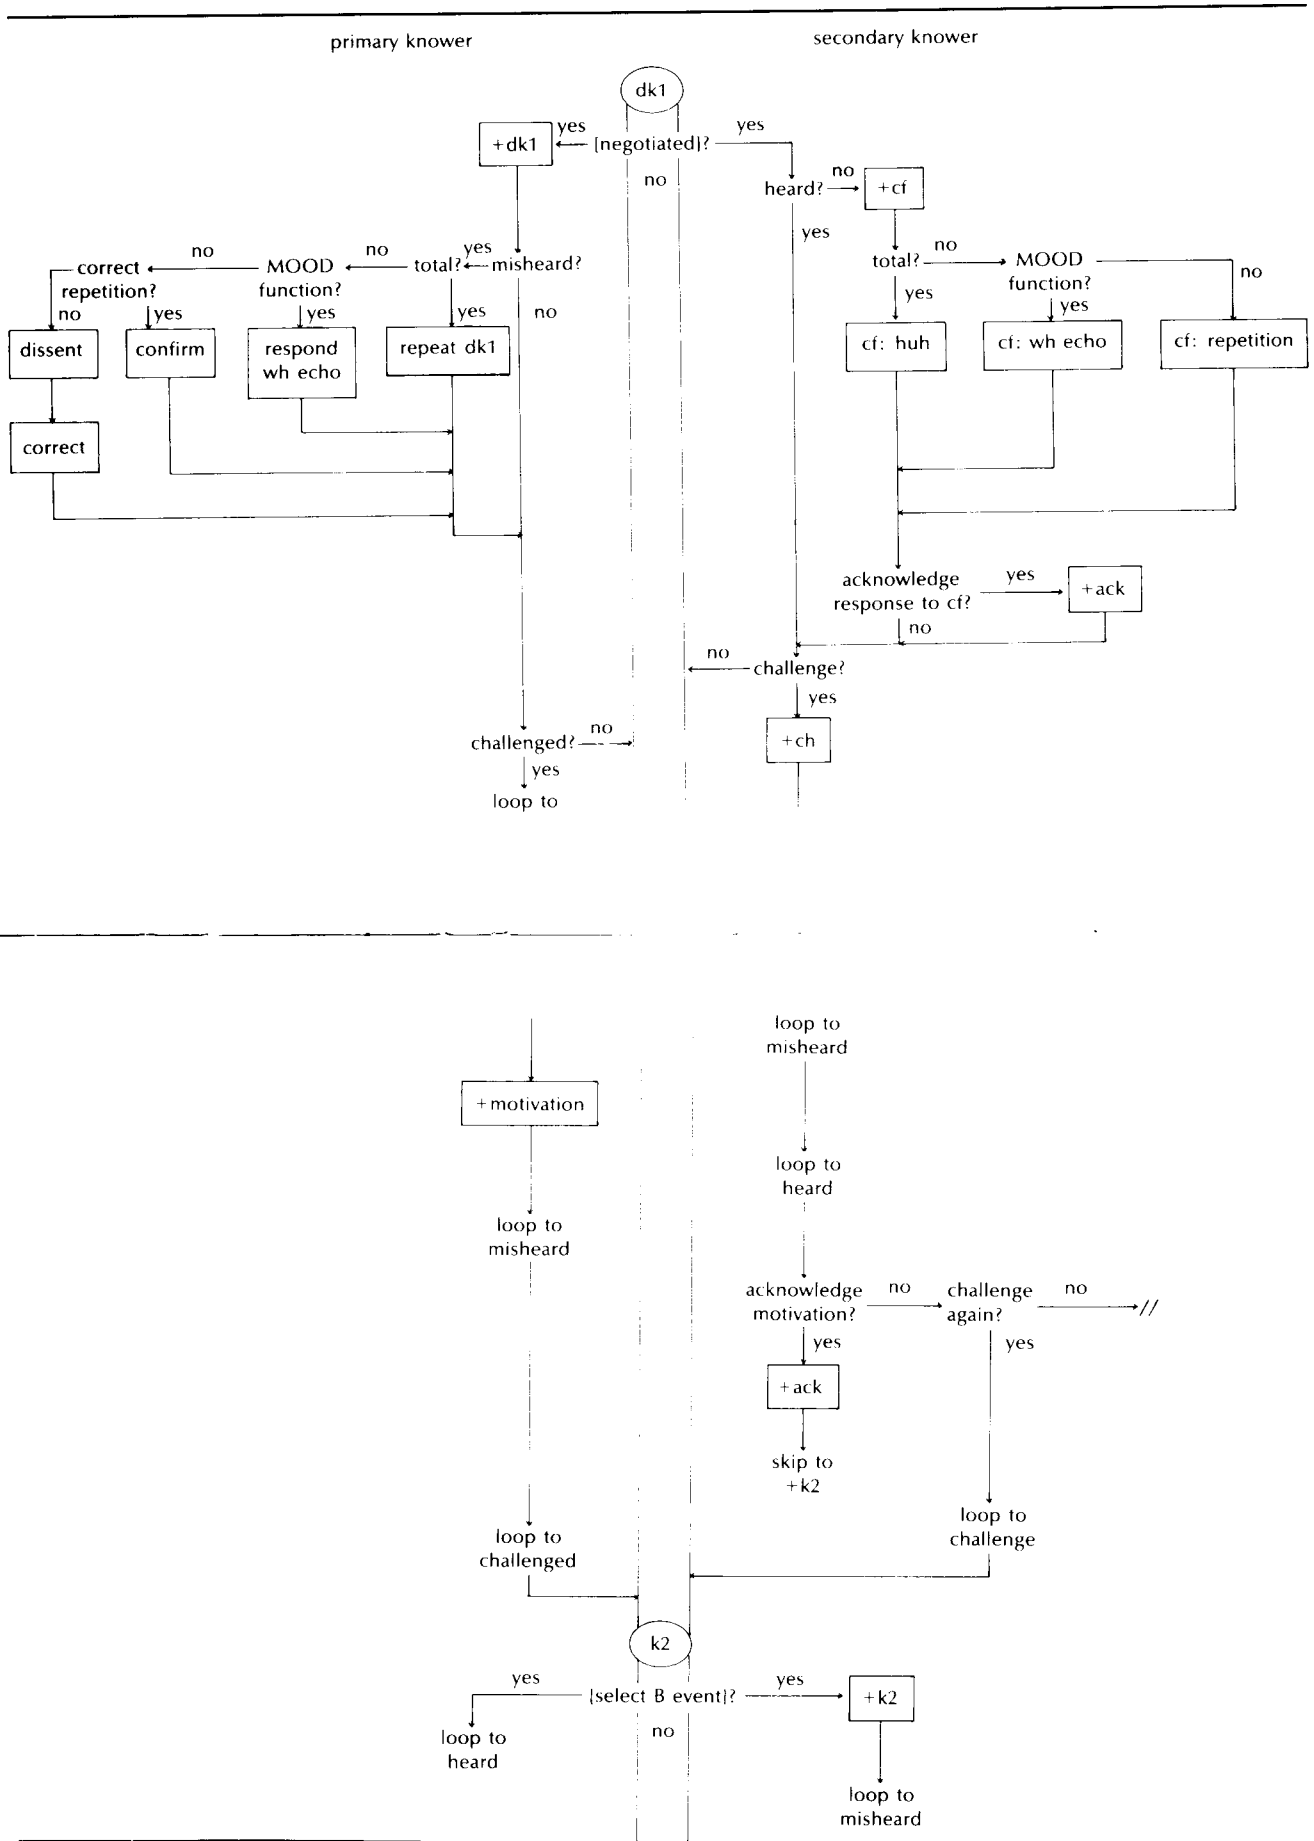 primary knower
secondary knower
dk1
yes
yes
+dk1
{negotiated}?
no
no
heard?
+cf
yes
no
no
yes
no
no
correct
MOOD
total?
misheard?
total?
MOOD
repetition?
function?
function?
no
yes
yes
yes
no
yes
yes
dissent
confirm
respond
wh echo
repeat dk1
cf: huh
cf: wh echo
cf: repetition
correct
acknowledge
response to cf?
yes
+ack
no
no
challenge?
yes
challenged?
no
+ch
yes
loop to
loop to
misheard
+motivation
loop to
heard
loop to
misheard
acknowledge
motivation?
no
challenge
again?
no
//
yes
yes
+ack
skip to
+k2
loop to
challenge
loop to
challenged
k2
yes
{select B event}?
yes
+k2
no
loop to
heard
loop to
misheard